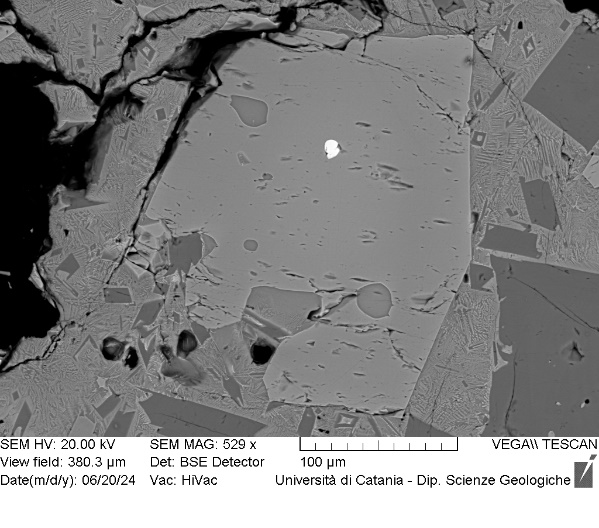 SEM HV: 20.00 kV SEM MAG: 529 x VEGA\\ TESCAN
View field: 380.3 µm Det: BSE Detector 100 µm
Date(m/d/y): 06/20/24 Vac: HiVac Università di Catania - Dip. Scienze Geologiche